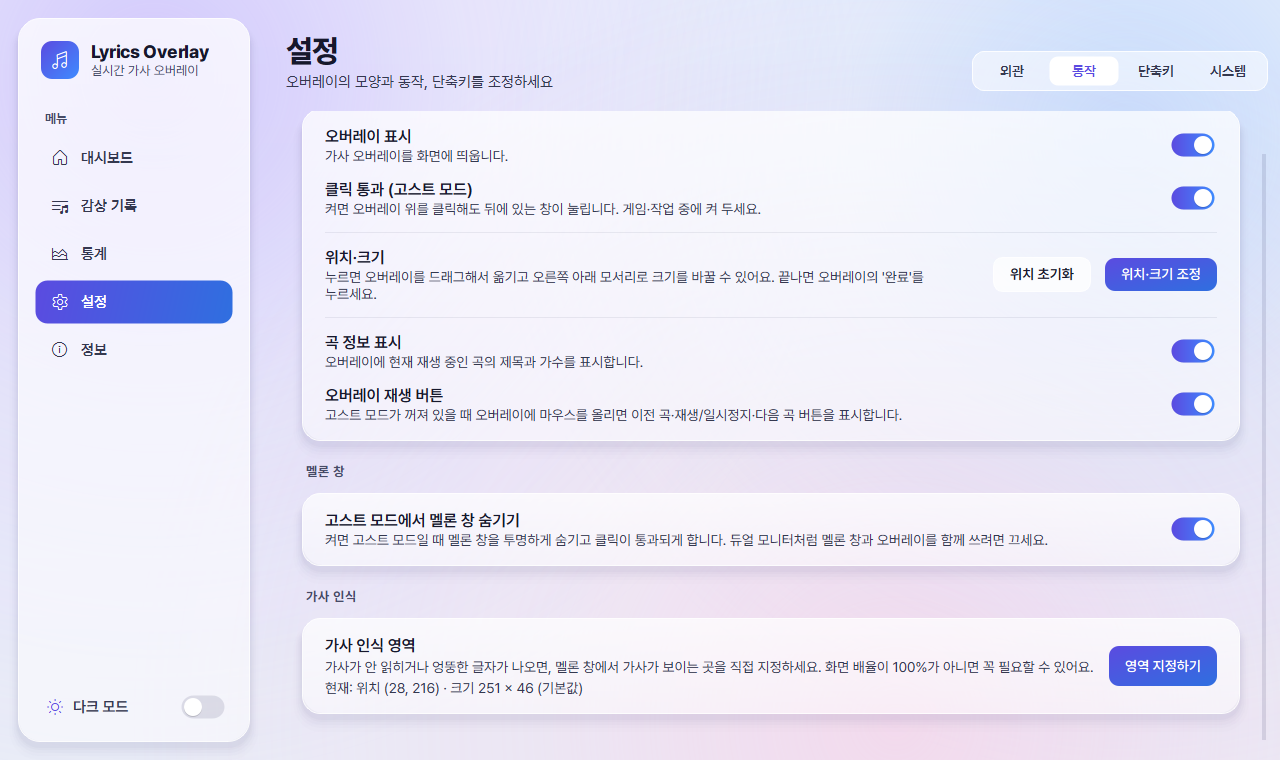 Lyrics Overlay
실시간 가사 오버레이
메뉴
대시보드
감상 기록
통계
설정
정보
다크 모드
설정
오버레이의 모양과 동작, 단축키를 조정하세요
외관
동작
단축키
시스템
오버레이 표시
가사 오버레이를 화면에 띄웁니다.
클릭 통과 (고스트 모드)
켜면 오버레이 위를 클릭해도 뒤에 있는 창이 눌립니다. 게임·작업 중에 켜 두세요.
위치·크기
누르면 오버레이를 드래그해서 옮기고 오른쪽 아래 모서리로 크기를 바꿀 수 있어요. 끝나면 오버레이의 '완료'를
누르세요.
위치 초기화
위치·크기 조정
곡 정보 표시
오버레이에 현재 재생 중인 곡의 제목과 가수를 표시합니다.
오버레이 재생 버튼
고스트 모드가 꺼져 있을 때 오버레이에 마우스를 올리면 이전 곡·재생/일시정지·다음 곡 버튼을 표시합니다.
멜론 창
고스트 모드에서 멜론 창 숨기기
켜면 고스트 모드일 때 멜론 창을 투명하게 숨기고 클릭이 통과되게 합니다. 듀얼 모니터처럼 멜론 창과 오버레이를 함께 쓰려면 끄세요.
가사 인식
가사 인식 영역
가사가 안 읽히거나 엉뚱한 글자가 나오면, 멜론 창에서 가사가 보이는 곳을 직접 지정하세요. 화면 배율이 100%가 아니면 꼭 필요할 수 있어요.
현재: 위치 (28, 216) · 크기 251 × 46 (기본값)
영역 지정하기